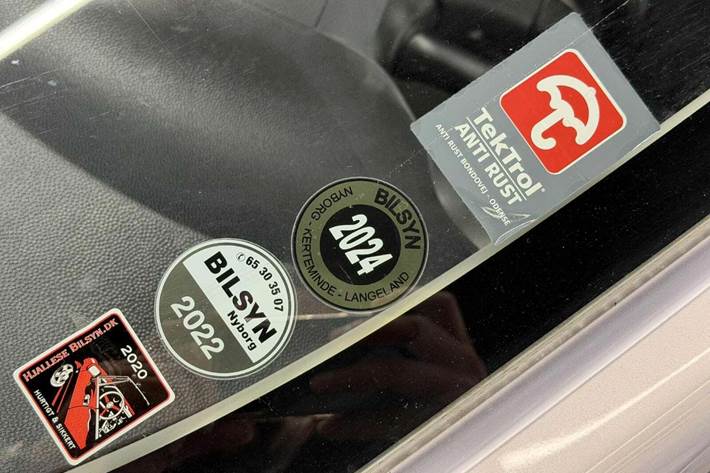 TekTrol
ANTI RUST
ANTI RUST BONDOVEJ - ODENSE
BILSYN
2024
NYBORG - KERTEMINDE - LANGELAND
✆ 65 30 35 07
BILSYN
Nyborg
2022
HJALLESE BILSYN.DK
2020
HURTIGT & SIKKERT